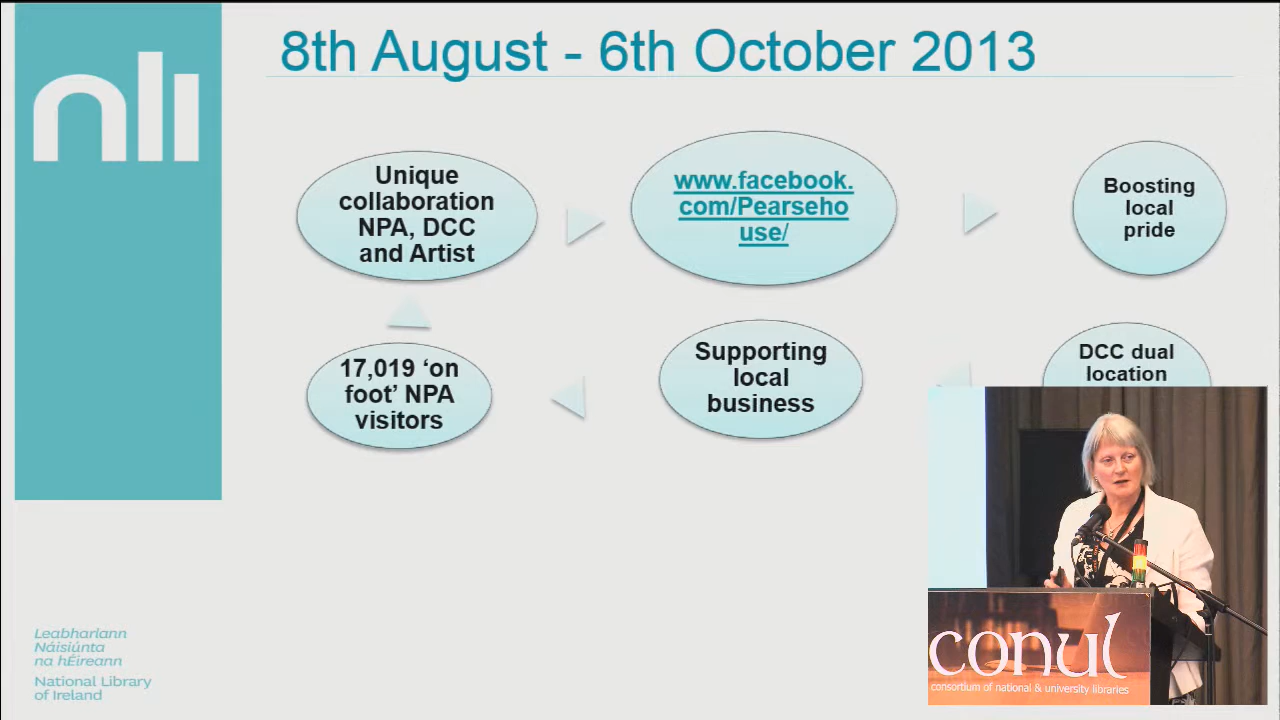 nli
8th August - 6th October 2013
Unique
collaboration
NPA, DCC
and Artist
www.facebook.
com/Pearseho
use/
Boosting
local
pride
17,019 ‘on
foot’ NPA
visitors
Supporting
local
business
DCC dual
location
Leabharlann
Náisiúnta
na hÉireann
National Library
of Ireland
conul
consortium of national & university libraries